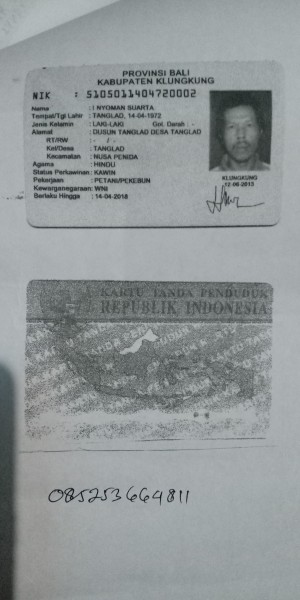 PROVINSI BALI
KABUPATEN KLUNGKUNG
NIK : 5105011404720002
Nama : I NYOMAN SUARTA
Tempat/Tgl Lahir : TANGLAD, 14-04-1972
Jenis Kelamin : LAKI-LAKI Gol. Darah : -
Alamat : DUSUN TANGLAD DESA TANGLAD
RT/RW : - / -
Kel/Desa : TANGLAD
Kecamatan : NUSA PENIDA
Agama : HINDU
Status Perkawinan : KAWIN
Pekerjaan : PETANI/PEKEBUN
Kewarganegaraan : WNI
Berlaku Hingga : 14-04-2018
KLUNGKUNG
12-06-2013
KARTU TANDA PENDUDUK
REPUBLIK INDONESIA
085253664811